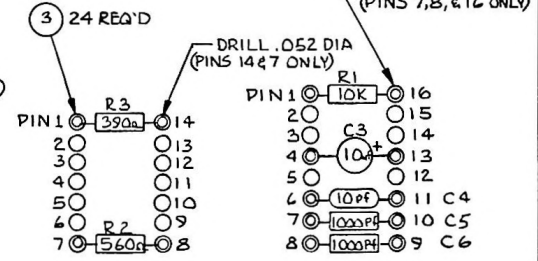 (PINS 7,8,&16 ONLY)
3 24 REQ'D
DRILL .052 DIA
(PINS 14&7 ONLY)
R3
PIN 1 390Ω 14
2 13
3 12
4 11
5 10
6 9
R2
7 560Ω 8
R1
PIN 1 10K 16
2 15
3 14
C3
4 10uf + 13
5 12
6 10Pf 11 C4
7 1000Pf 10 C5
8 1000Pf 9 C6